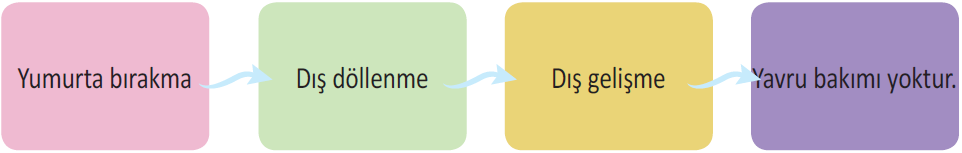 Yumurta bırakma
Dış döllenme
Dış gelişme
Yavru bakımı yoktur.